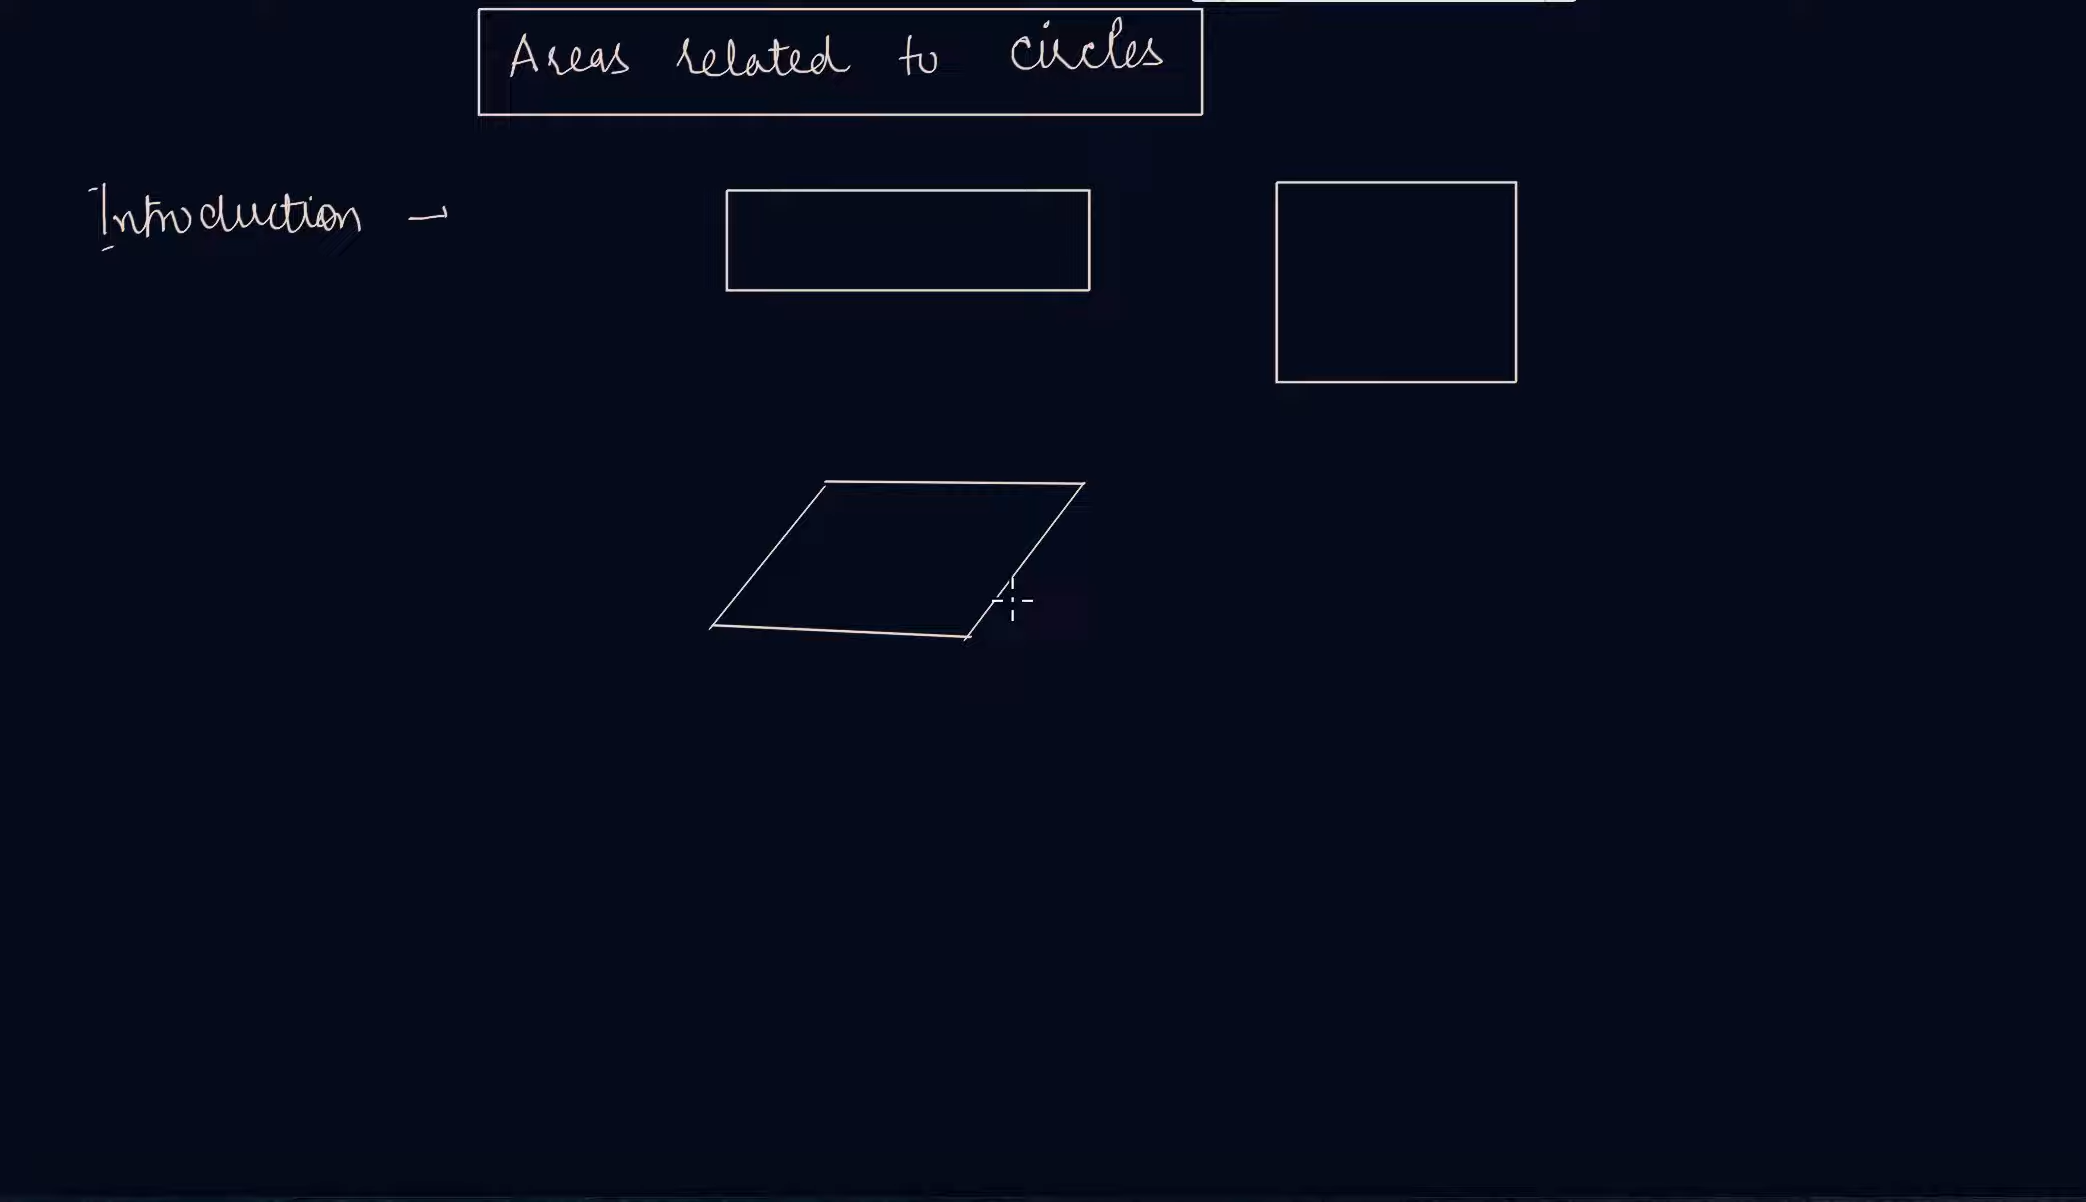 Areas related to circles
Introduction →